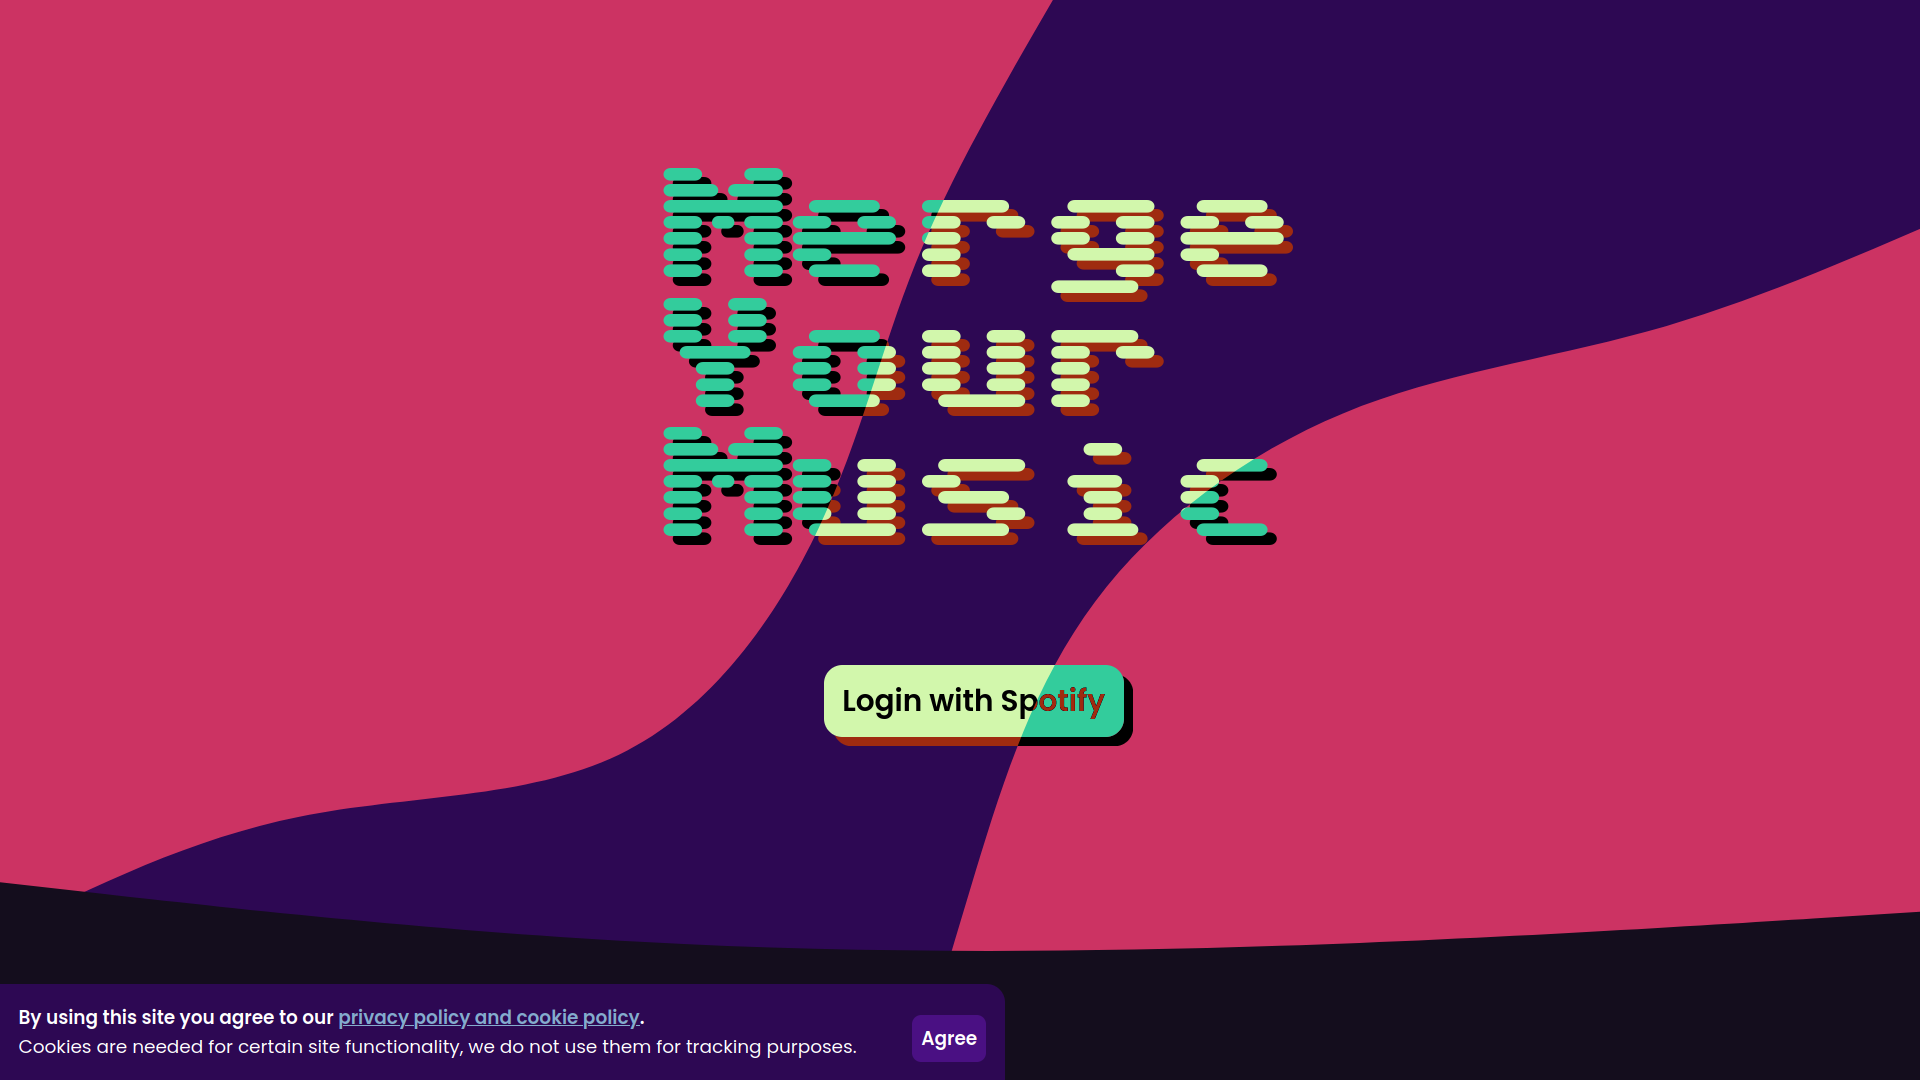 Merge
Your
Music
Login with Spotify
By using this site you agree to our privacy policy and cookie policy.
Cookies are needed for certain site functionality, we do not use them for tracking purposes.
Agree